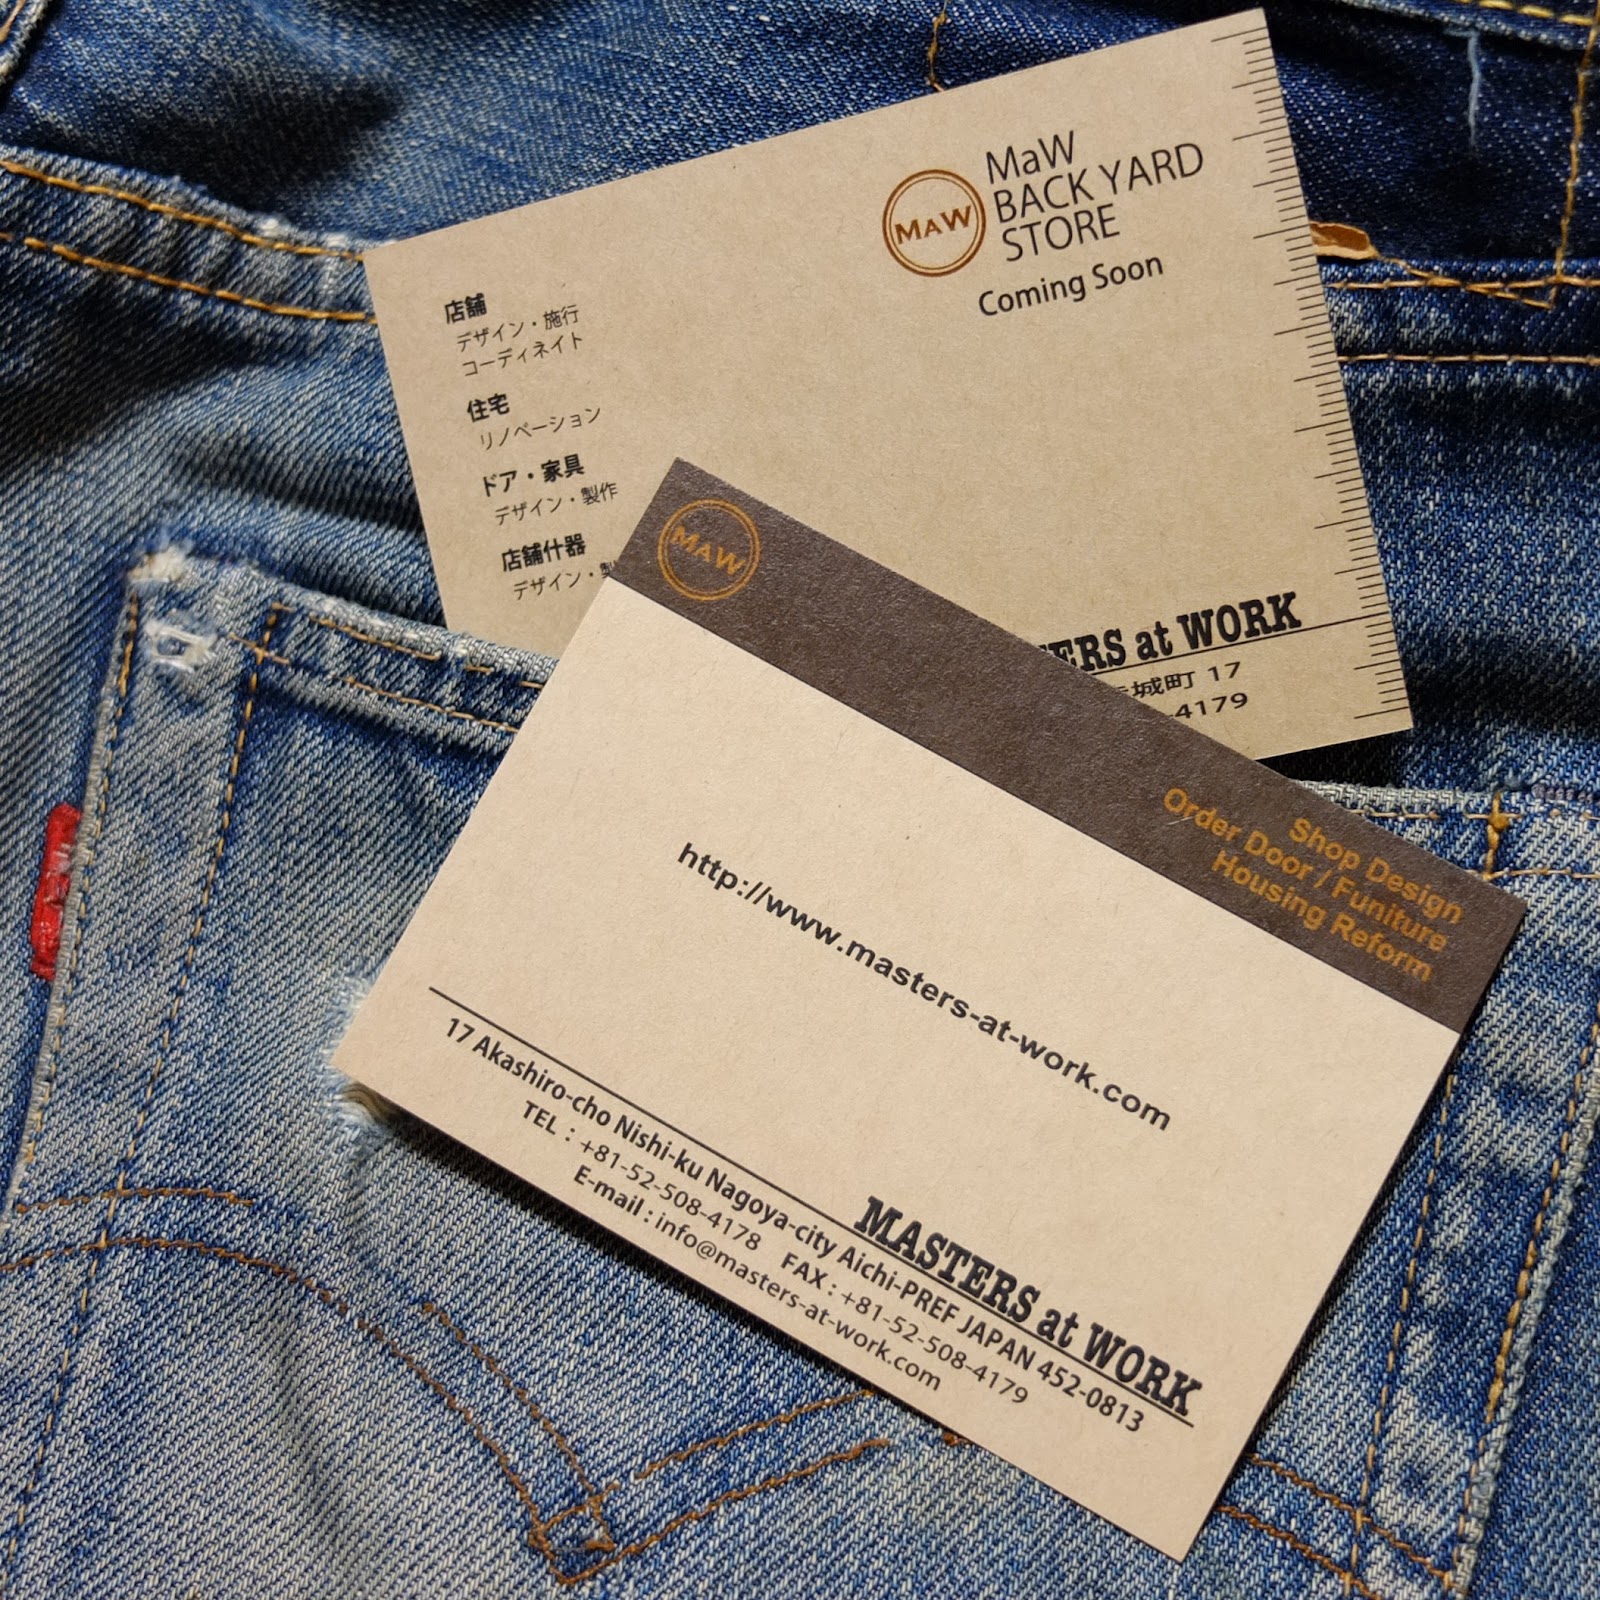 MAW
MaW
BACK YARD
STORE
Coming Soon
店舗
デザイン・施行
コーディネイト
住宅
リノベーション
ドア・家具
デザイン・製作
店舗什器
デザイン・
at WORK
城町 17
4179
MAW
Shop Design
Order Door / Funiture
Housing Reform
http://www.masters-at-work.com
MASTERS at WORK
17 Akashiro-cho Nishi-ku Nagoya-city Aichi-PREF JAPAN 452-0813
TEL : +81-52-508-4178 FAX : +81-52-508-4179
E-mail : info@masters-at-work.com